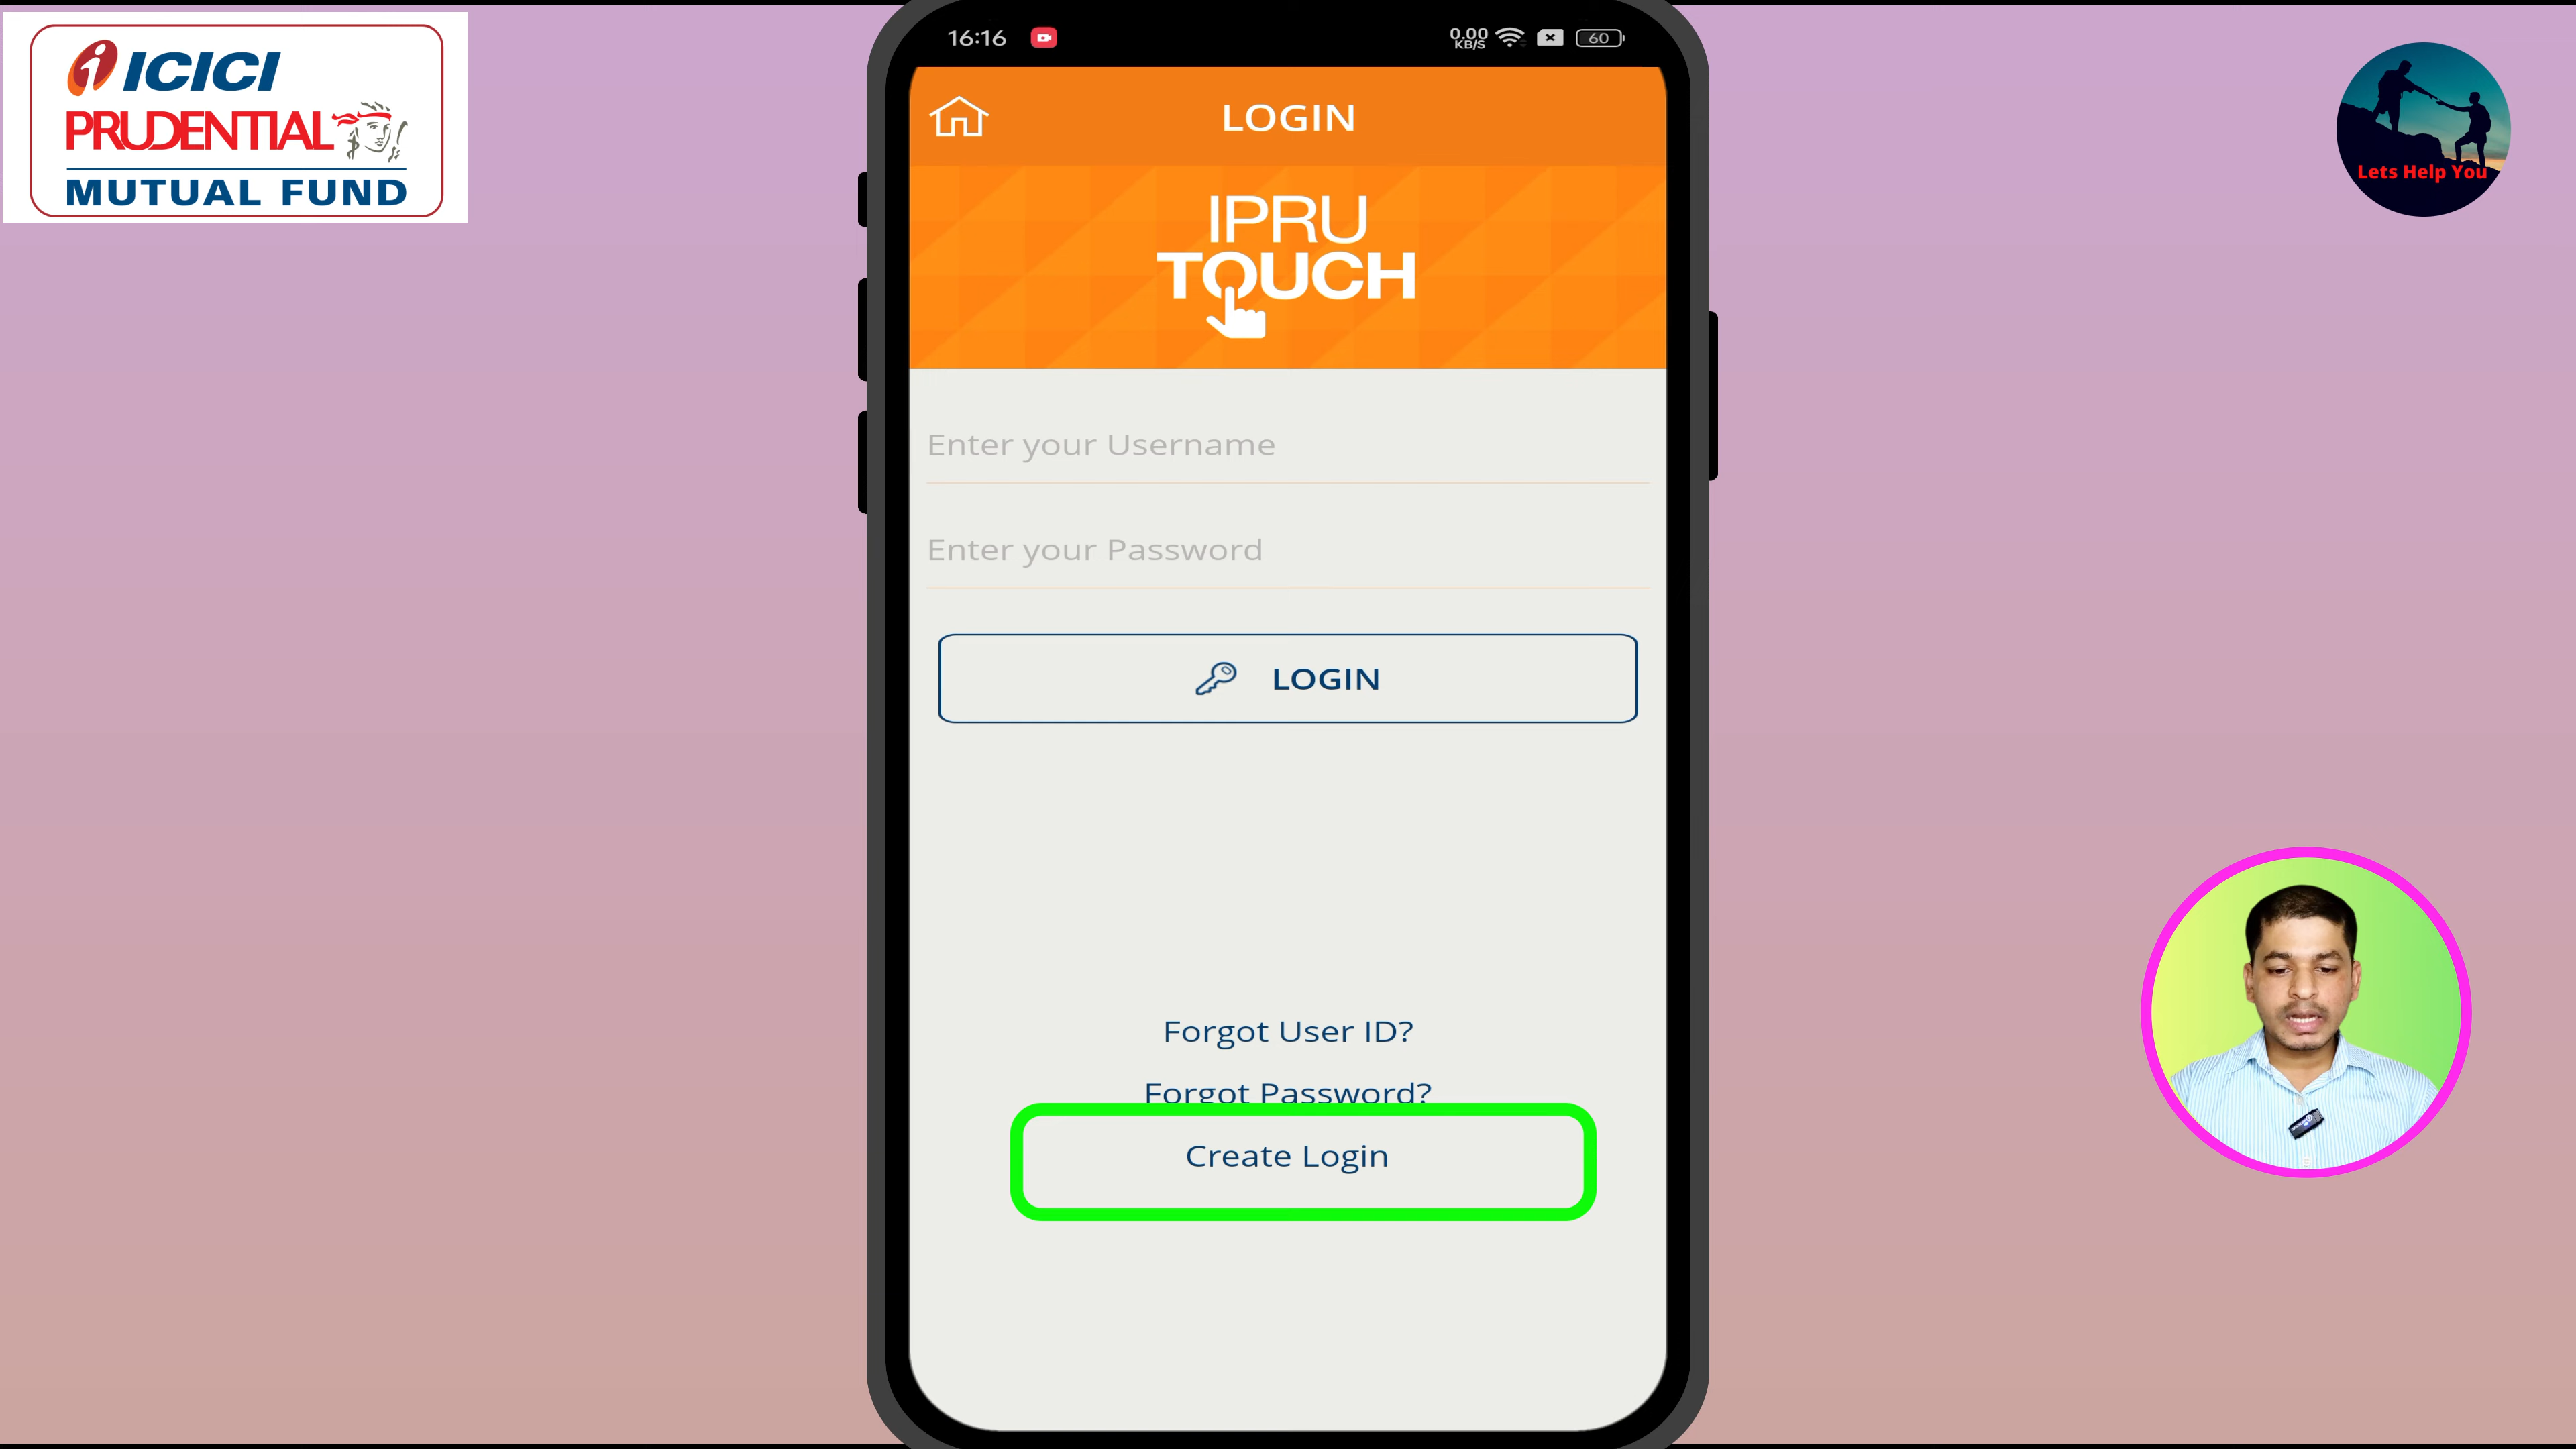 ICICI
PRUDENTIAL
MUTUAL FUND
16:16
0.00
KB/S
60
Lets Help You
LOGIN
IPRU
TOUCH
Enter your Username
Enter your Password
LOGIN
Forgot User ID?
Forgot Password?
Create Login